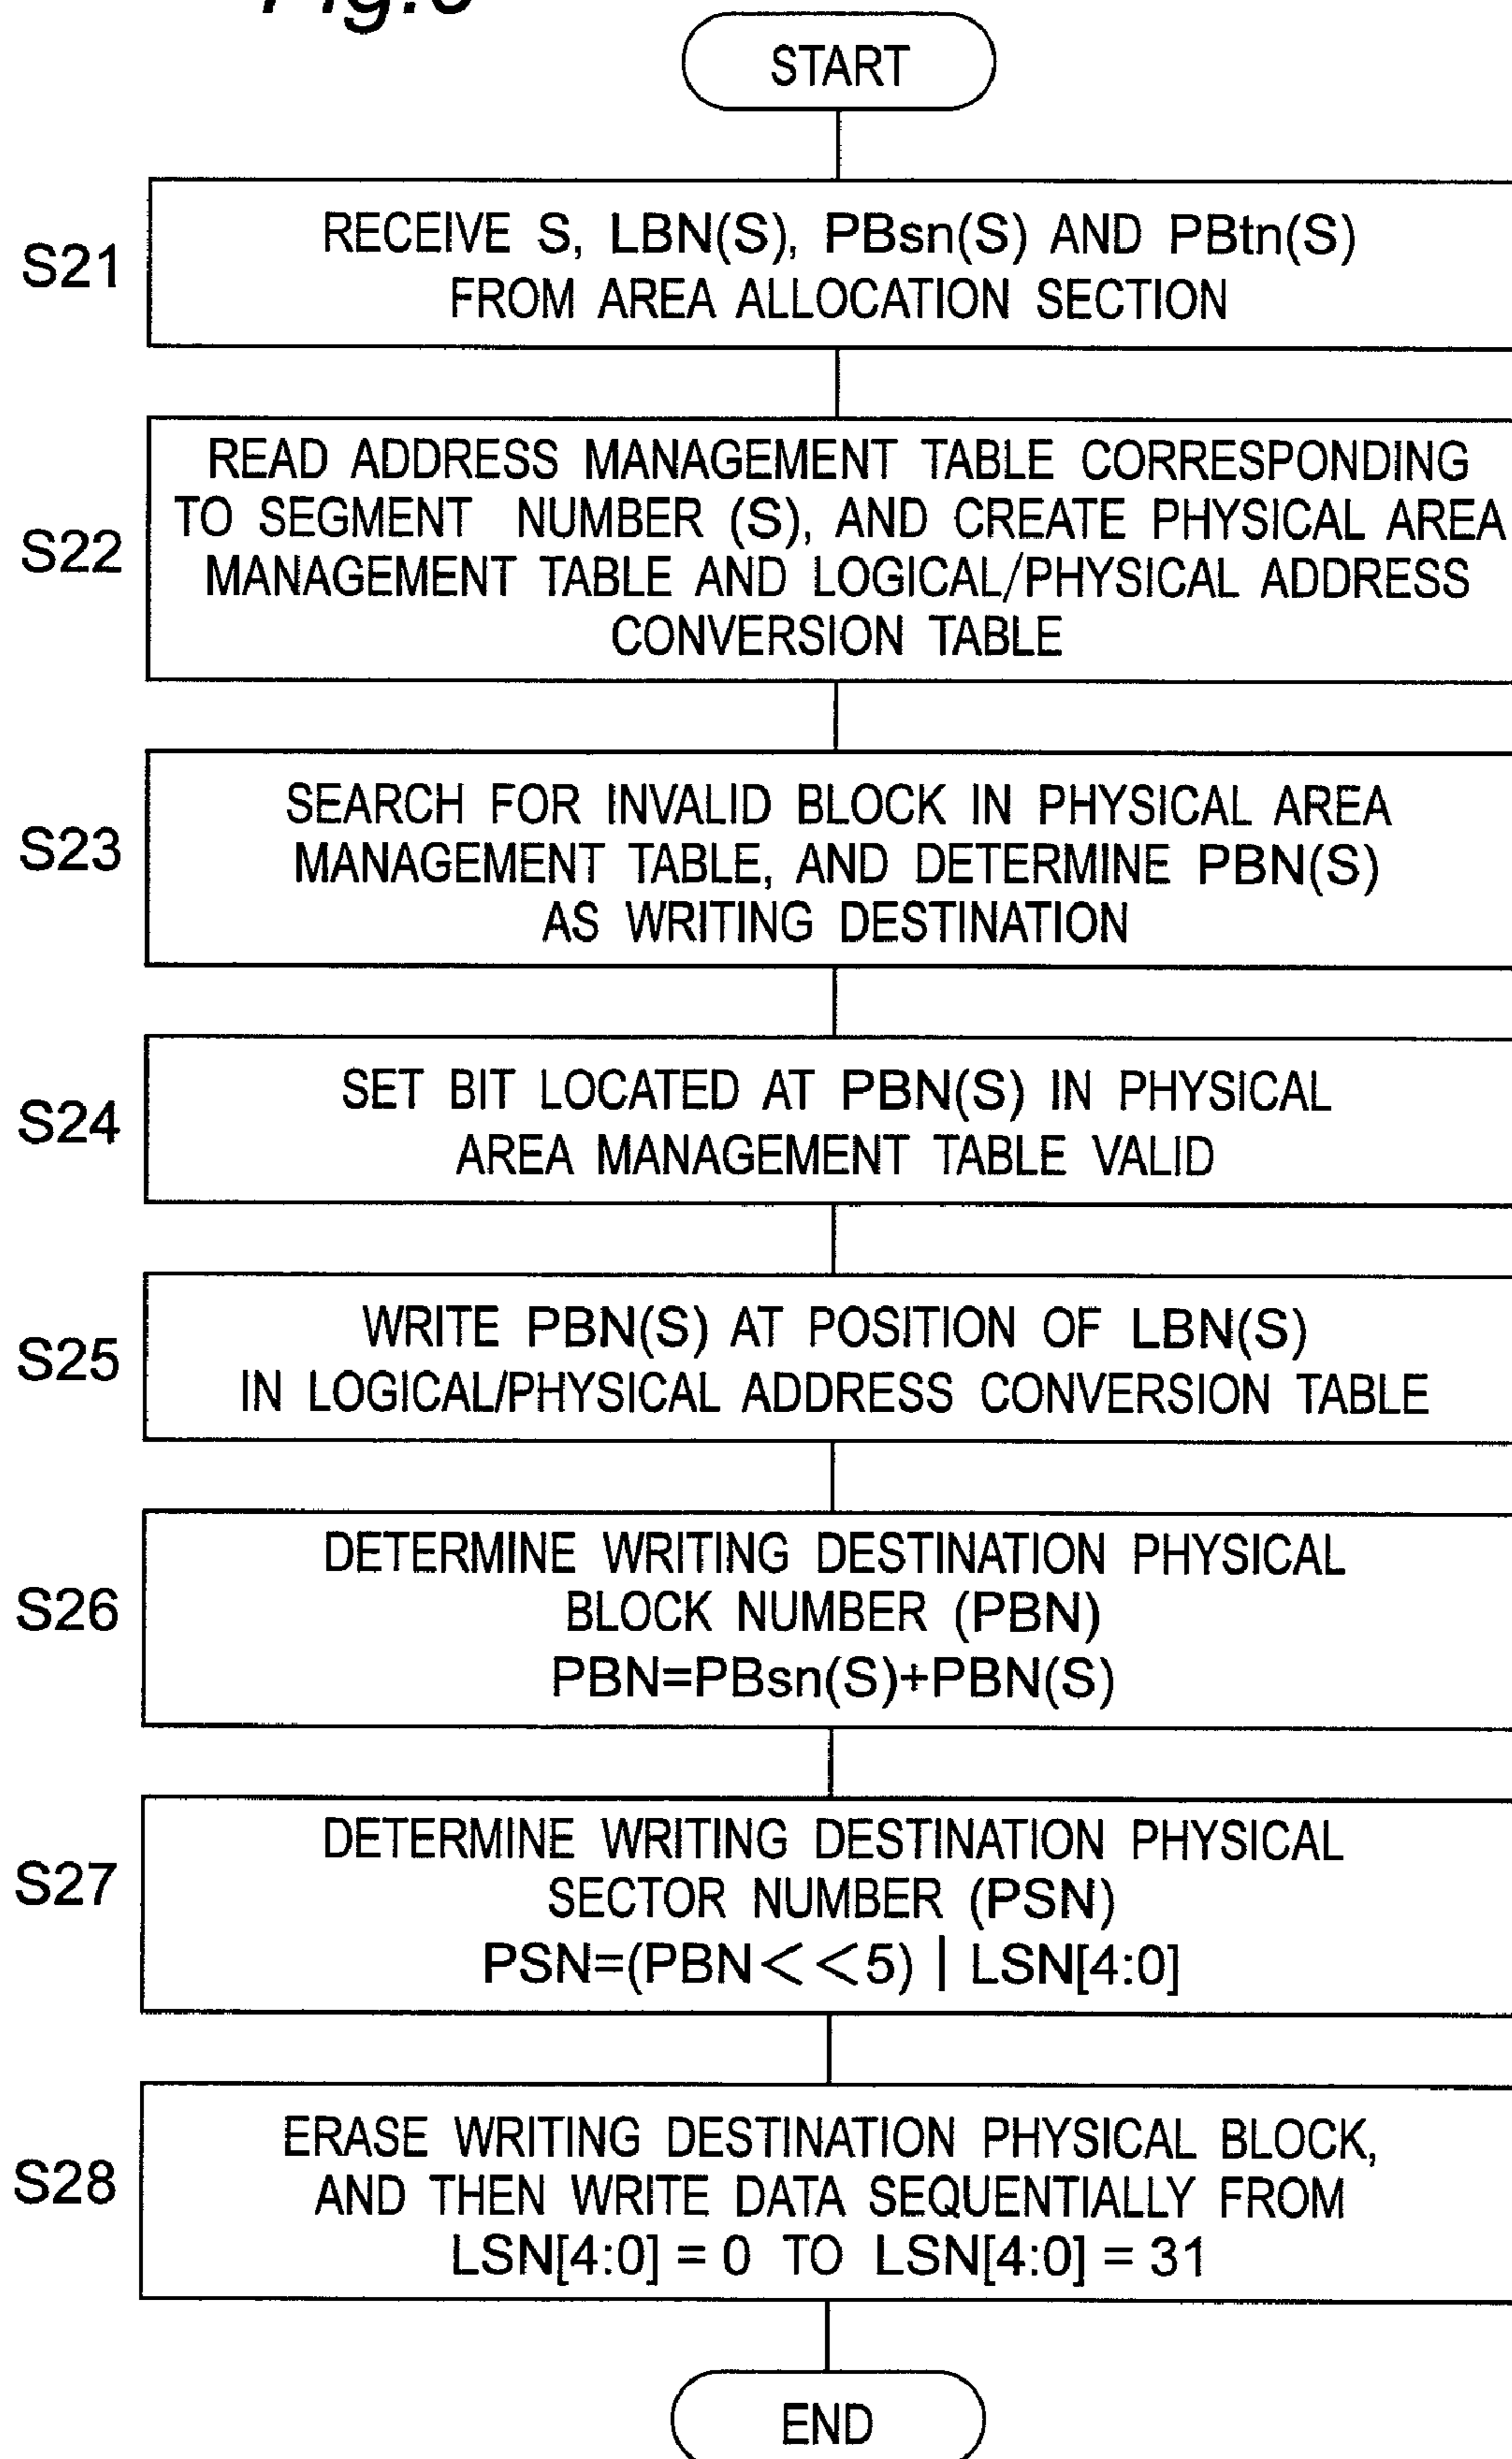 START
S21
RECEIVE S, LBN(S), PBsn(S) AND PBtn(S)
FROM AREA ALLOCATION SECTION
S22
READ ADDRESS MANAGEMENT TABLE CORRESPONDING
TO SEGMENT NUMBER (S), AND CREATE PHYSICAL AREA
MANAGEMENT TABLE AND LOGICAL/PHYSICAL ADDRESS
CONVERSION TABLE
S23
SEARCH FOR INVALID BLOCK IN PHYSICAL AREA
MANAGEMENT TABLE, AND DETERMINE PBN(S)
AS WRITING DESTINATION
S24
SET BIT LOCATED AT PBN(S) IN PHYSICAL
AREA MANAGEMENT TABLE VALID
S25
WRITE PBN(S) AT POSITION OF LBN(S)
IN LOGICAL/PHYSICAL ADDRESS CONVERSION TABLE
S26
DETERMINE WRITING DESTINATION PHYSICAL
BLOCK NUMBER (PBN)
PBN=PBsn(S)+PBN(S)
S27
DETERMINE WRITING DESTINATION PHYSICAL
SECTOR NUMBER (PSN)
PSN=(PBN<<5) | LSN[4:0]
S28
ERASE WRITING DESTINATION PHYSICAL BLOCK,
AND THEN WRITE DATA SEQUENTIALLY FROM
LSN[4:0] = 0 TO LSN[4:0] = 31
END